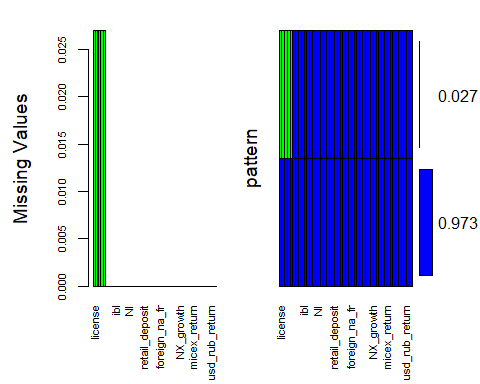 Missing Values
0.025
0.020
0.015
0.010
0.005
0.000
license
ibl
NI
retail_deposit
foreign_na_fr
NX_growth
micex_return
usd_rub_return
pattern
0.027
0.973
license
ibl
NI
retail_deposit
foreign_na_fr
NX_growth
micex_return
usd_rub_return